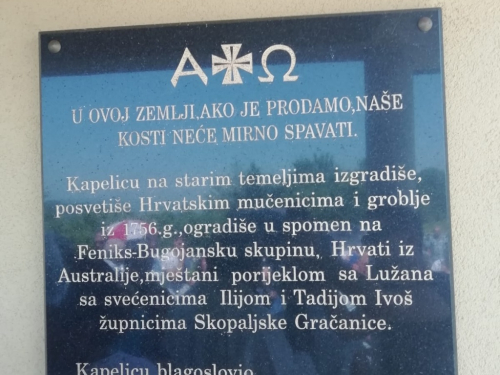 Α✠Ω
U OVOJ ZEMLJI,AKO JE PRODAMO,NAŠE
KOSTI NEĆE MIRNO SPAVATI.
Kapelicu na starim temeljima izgradiše,
posvetiše Hrvatskim mučenicima i groblje
iz 1756.g.,ogradiše u spomen na
Feniks-Bugojansku skupinu, Hrvati iz
Australije,mještani porijeklom sa Lužana
sa svećenicima Ilijom i Tadijom Ivoš
župnicima Skopaljske Gračanice.
Kapelicu blagoslovio